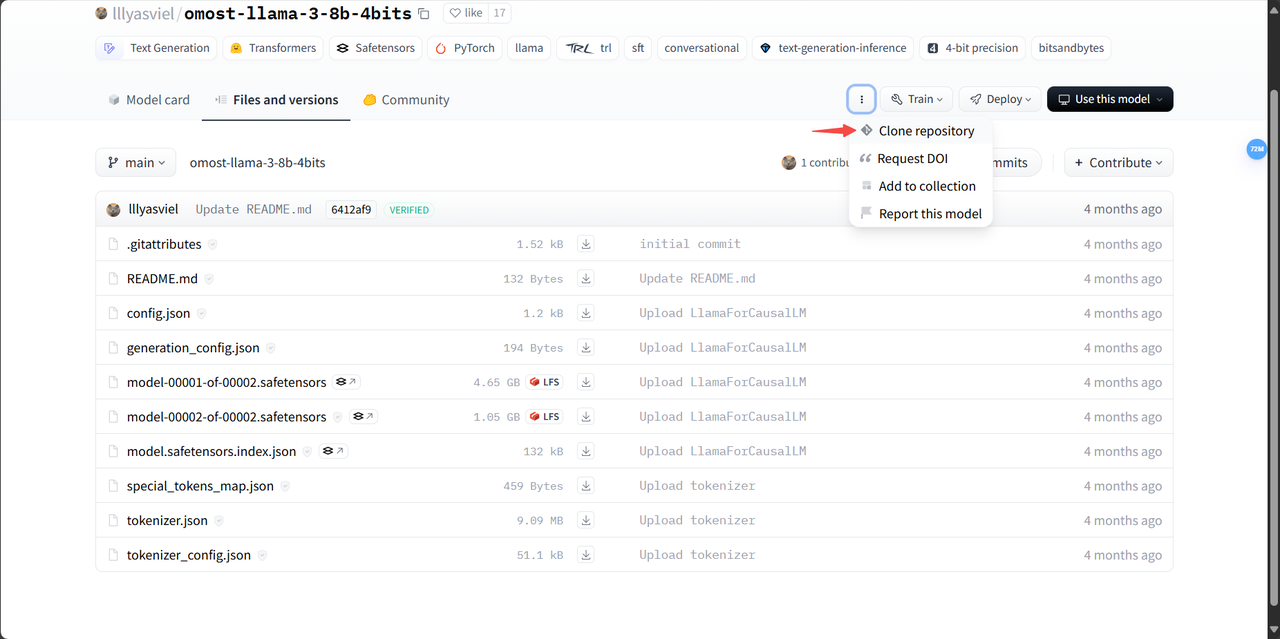 lllyasviel/omost-llama-3-8b-4bits like 17
Text Generation Transformers Safetensors PyTorch llama TRL trl sft conversational text-generation-inference 4 4-bit precision bitsandbytes
Model card Files and versions Community Train Deploy Use this model
Clone repository
Request DOI
Add to collection
Report this model
main omost-llama-3-8b-4bits 1 contribu mmits + Contribute
72M
lllyasviel Update README.md 6412af9 VERIFIED 4 months ago
.gitattributes 1.52 kB initial commit 4 months ago
README.md 132 Bytes Update README.md 4 months ago
config.json 1.2 kB Upload LlamaForCausalLM 4 months ago
generation_config.json 194 Bytes Upload LlamaForCausalLM 4 months ago
model-00001-of-00002.safetensors 4.65 GB LFS Upload LlamaForCausalLM 4 months ago
model-00002-of-00002.safetensors 1.05 GB LFS Upload LlamaForCausalLM 4 months ago
model.safetensors.index.json 132 kB Upload LlamaForCausalLM 4 months ago
special_tokens_map.json 459 Bytes Upload tokenizer 4 months ago
tokenizer.json 9.09 MB Upload tokenizer 4 months ago
tokenizer_config.json 51.1 kB Upload tokenizer 4 months ago